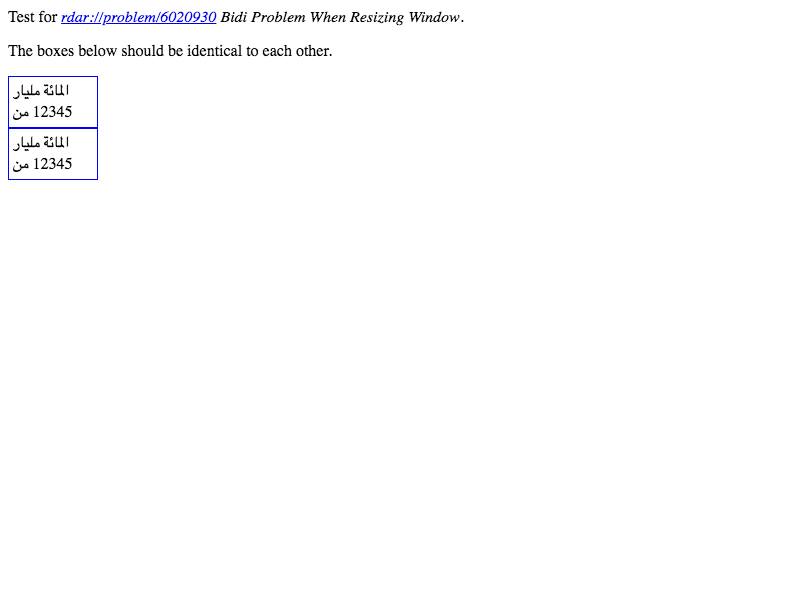 Test for rdar://problem/6020930 Bidi Problem When Resizing Window.
The boxes below should be identical to each other.
المائة مليار
12345 من
المائة مليار
12345 من